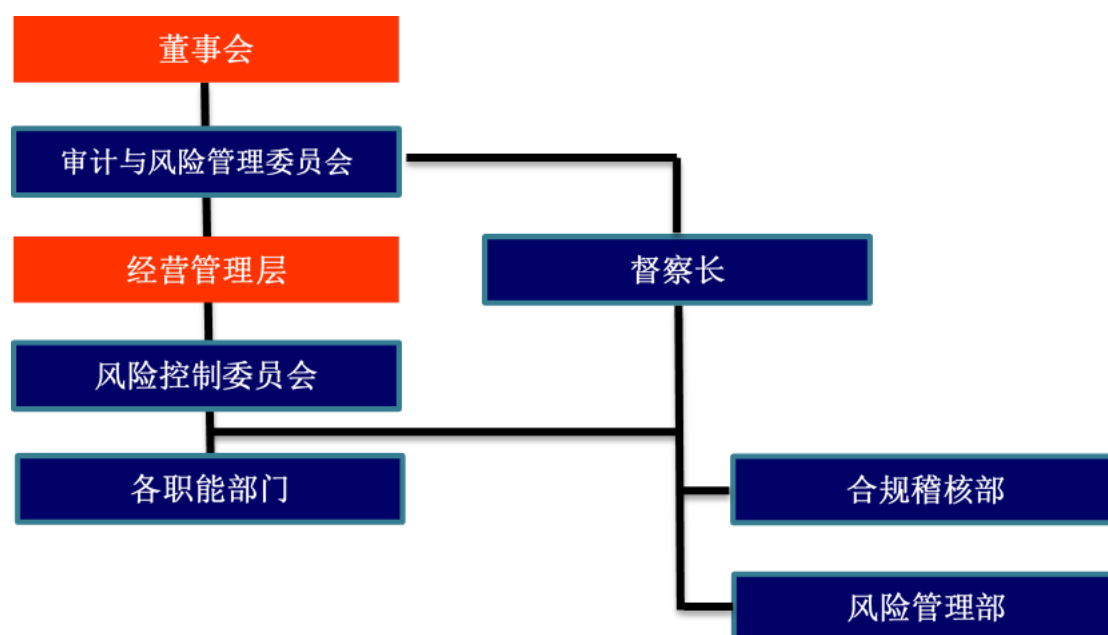 董事会
审计与风险管理委员会
经营管理层
督察长
风险控制委员会
各职能部门
合规稽核部
风险管理部